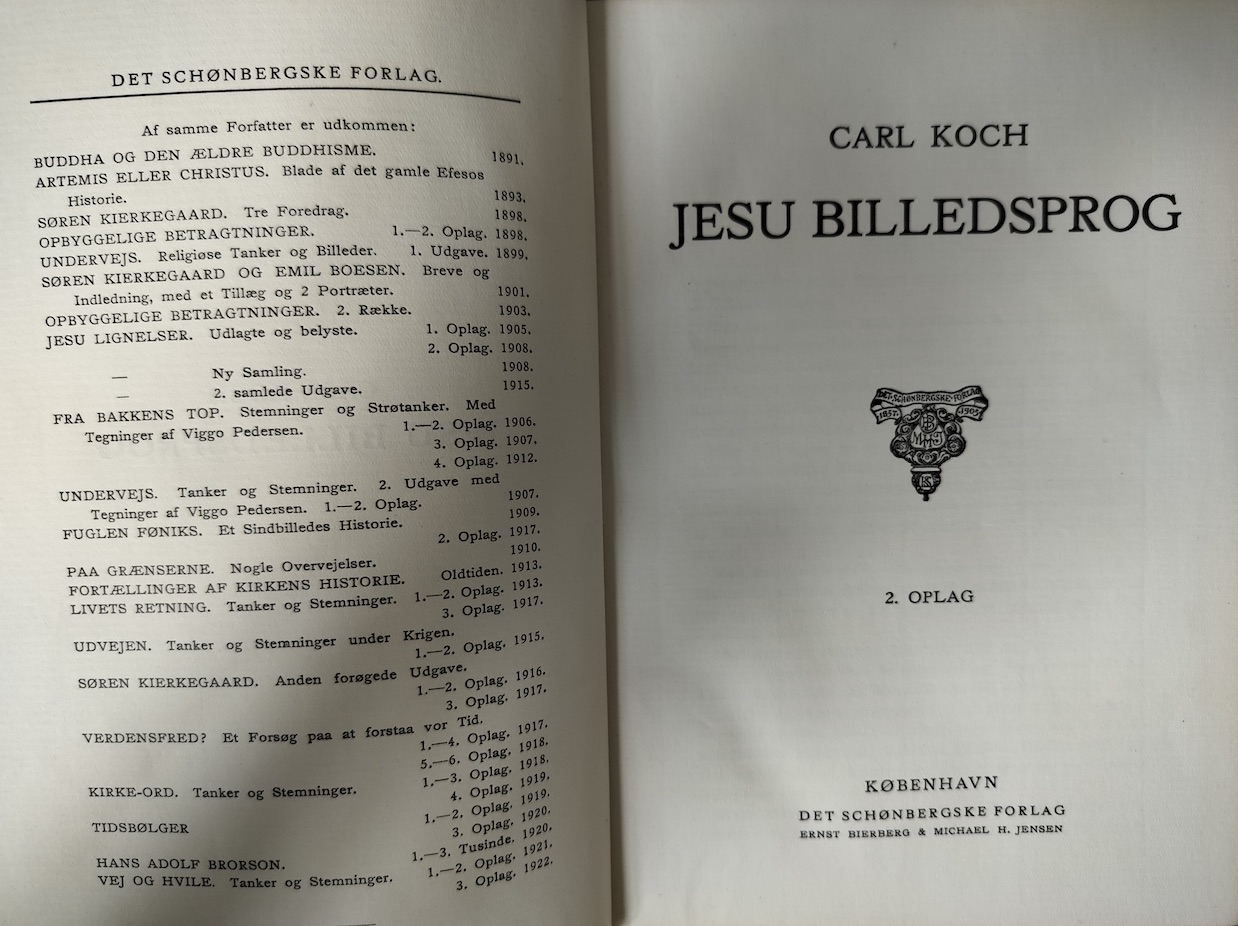 DET SCHØNBERGSKE FORLAG.
Af samme Forfatter er udkommen:
BUDDHA OG DEN ÆLDRE BUDDHISME. 1891.
ARTEMIS ELLER CHRISTUS. Blade af det gamle Efesos
Historie. 1893.
SØREN KIERKEGAARD. Tre Foredrag. 1898.
OPBYGGELIGE BETRAGTNINGER. 1.—2. Oplag. 1898.
UNDERVEJS. Religiøse Tanker og Billeder. 1. Udgave. 1899.
SØREN KIERKEGAARD OG EMIL BOESEN. Breve og
Indledning, med et Tillæg og 2 Portræter. 1901.
OPBYGGELIGE BETRAGTNINGER. 2. Række. 1903.
JESU LIGNELSER. Udlagte og belyste. 1. Oplag. 1905.
2. Oplag. 1908.
— Ny Samling. 1908.
— 2. samlede Udgave. 1915.
FRA BAKKENS TOP. Stemninger og Strøtanker. Med
Tegninger af Viggo Pedersen. 1.—2. Oplag. 1906.
3. Oplag. 1907.
4. Oplag. 1912.
UNDERVEJS. Tanker og Stemninger. 2. Udgave med
Tegninger af Viggo Pedersen. 1.—2. Oplag. 1907.
FUGLEN FØNIKS. Et Sindbilledes Historie. 1909.
2. Oplag. 1917.
PAA GRÆNSERNE. Nogle Overvejelser. 1910.
FORTÆLLINGER AF KIRKENS HISTORIE. Oldtiden. 1913.
LIVETS RETNING. Tanker og Stemninger. 1.—2. Oplag. 1913.
3. Oplag. 1917.
UDVEJEN. Tanker og Stemninger under Krigen.
1.—2. Oplag. 1915.
SØREN KIERKEGAARD. Anden forøgede Udgave.
1.—2. Oplag. 1916.
3. Oplag. 1917.
VERDENSFRED? Et Forsøg paa at forstaa vor Tid.
1.—4. Oplag. 1917.
5.—6. Oplag. 1918.
KIRKE-ORD. Tanker og Stemninger. 1.—3. Oplag. 1918.
4. Oplag. 1919.
TIDSBØLGER 1.—2. Oplag. 1919.
3. Oplag. 1920.
HANS ADOLF BRORSON. 1.—3. Tusinde. 1920.
VEJ OG HVILE. Tanker og Stemninger. 1.—2. Oplag. 1921.
3. Oplag. 1922.
CARL KOCH
JESU BILLEDSPROG
DET-SCHØNBERGSKE-FORLAG
1857. 1905.
2. OPLAG
KØBENHAVN
DET SCHØNBERGSKE FORLAG
ERNST BIERBERG & MICHAEL H. JENSEN